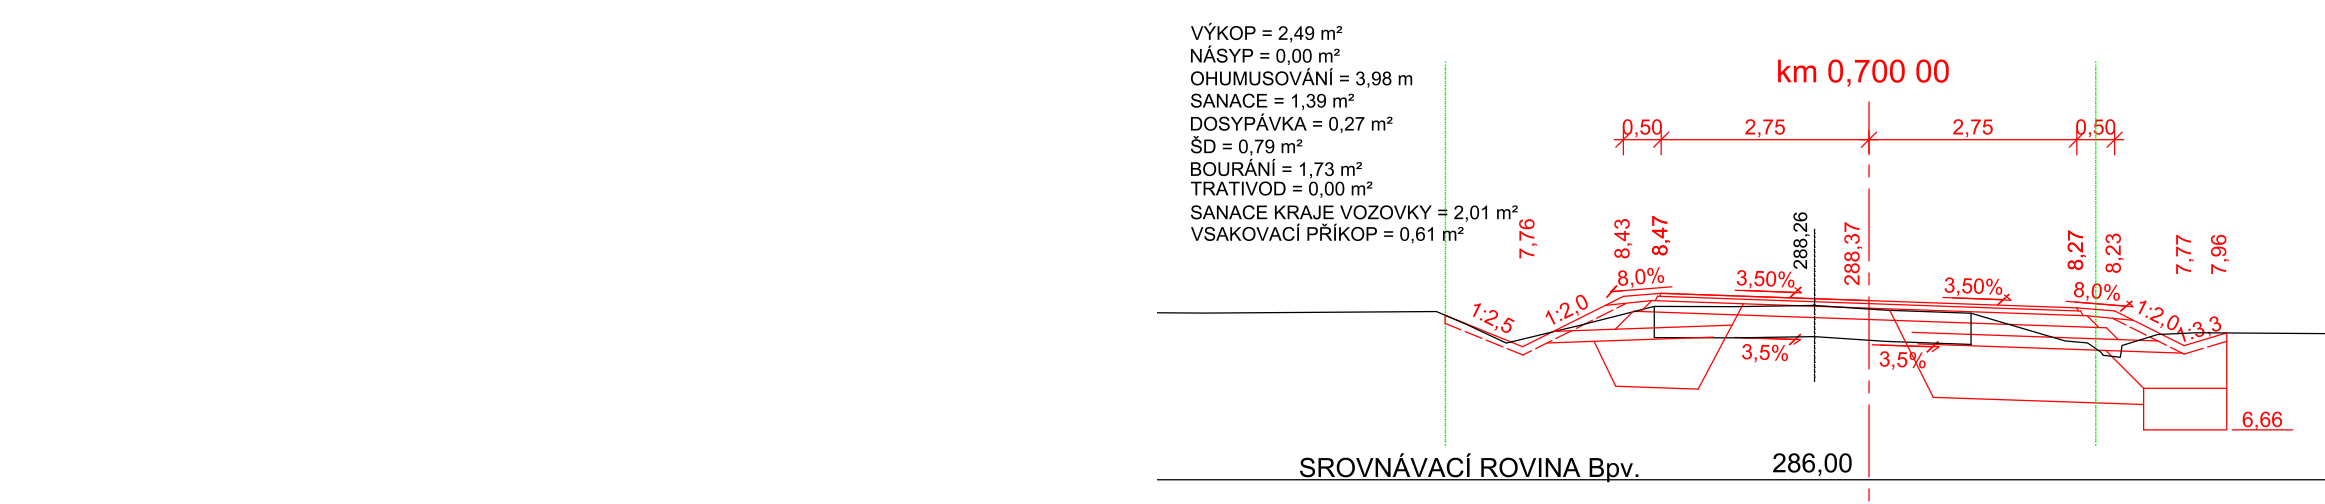 VÝKOP = 2,49 m²
NÁSYP = 0,00 m²
OHUMUSOVÁNÍ = 3,98 m
SANACE = 1,39 m²
DOSYPÁVKA = 0,27 m²
ŠD = 0,79 m²
BOURÁNÍ = 1,73 m²
TRATIVOD = 0,00 m²
SANACE KRAJE VOZOVKY = 2,01 m²
VSAKOVACÍ PŘÍKOP = 0,61 m²
km 0,700 00
0,50 2,75 2,75 0,50
7,76 8,43 8,47 288,26 288,37 8,27 8,23 7,77 7,96
8,0% 3,50% 3,50% 8,0%
1:2,5 1:2,0 1:2,0 1:3,3
3,5% 3,5%
6,66
SROVNÁVACÍ ROVINA Bpv. 286,00